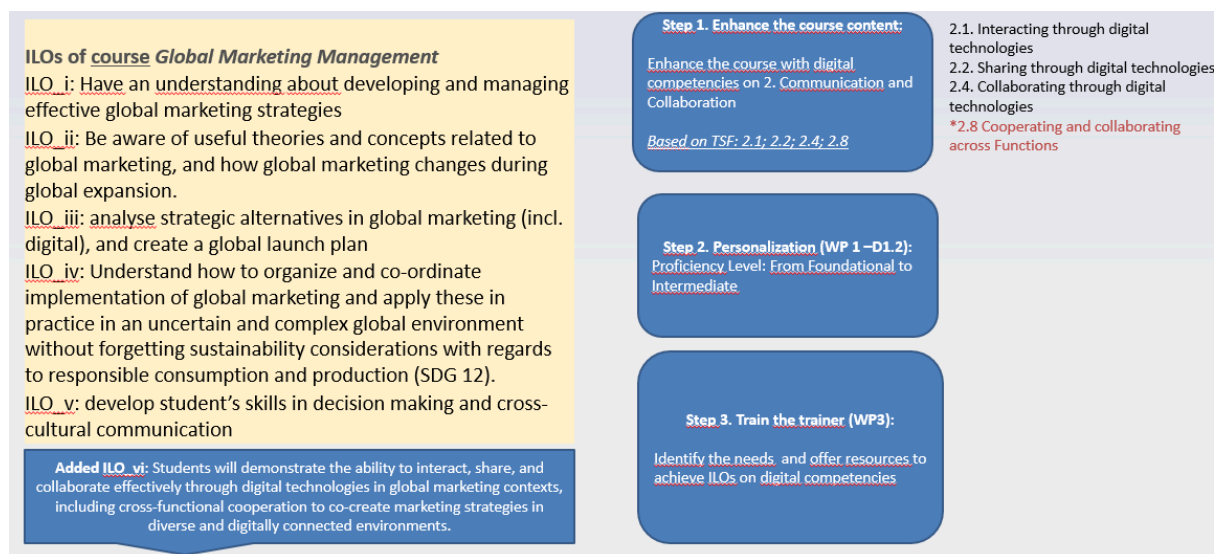 ILOs of course Global Marketing Management
ILO_i: Have an understanding about developing and managing
effective global marketing strategies
ILO_ii: Be aware of useful theories and concepts related to
global marketing, and how global marketing changes during
global expansion.
ILO_iii: analyse strategic alternatives in global marketing (incl.
digital), and create a global launch plan
ILO_iv: Understand how to organize and co-ordinate
implementation of global marketing and apply these in
practice in an uncertain and complex global environment
without forgetting sustainability considerations with regards
to responsible consumption and production (SDG 12).
ILO_v: develop student’s skills in decision making and cross-
cultural communication
Added ILO_vi: Students will demonstrate the ability to interact, share, and
collaborate effectively through digital technologies in global marketing contexts,
including cross-functional cooperation to co-create marketing strategies in
diverse and digitally connected environments.
Step 1. Enhance the course content:
Enhance the course with digital
competencies on 2. Communication and
Collaboration
Based on TSF: 2.1; 2.2; 2.4; 2.8
2.1. Interacting through digital
technologies
2.2. Sharing through digital technologies
2.4. Collaborating through digital
technologies
*2.8 Cooperating and collaborating
across Functions
Step 2. Personalization (WP 1 –D1.2):
Proficiency Level: From Foundational to
Intermediate
Step 3. Train the trainer (WP3):
Identify the needs and offer resources to
achieve ILOs on digital competencies